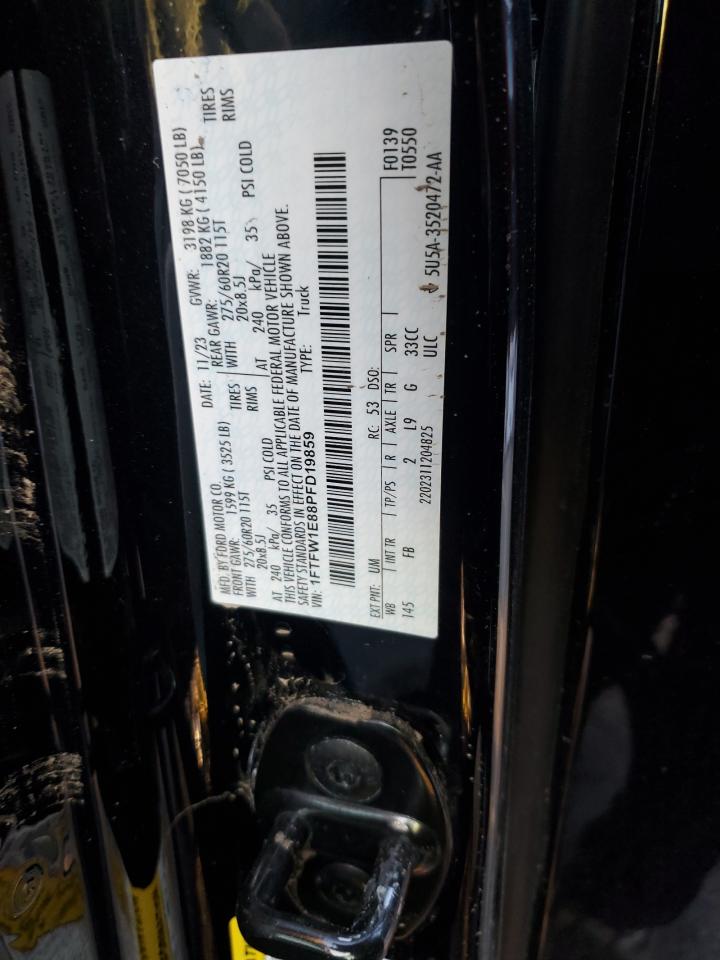 MFD. BY FORD MOTOR CO. DATE: 11/23 GVWR: 3198 KG ( 7050 LB)
FRONT GAWR: 1599 KG ( 3525 LB) REAR GAWR: 1882 KG ( 4150 LB)
WITH 275/60R20 115T TIRES WITH 275/60R20 115T TIRES
20x8.5J RIMS 20x8.5J RIMS
AT 240 kPa/ 35 PSI COLD AT 240 kPa/ 35 PSI COLD
THIS VEHICLE CONFORMS TO ALL APPLICABLE FEDERAL MOTOR VEHICLE
SAFETY STANDARDS IN EFFECT ON THE DATE OF MANUFACTURE SHOWN ABOVE.
VIN: 1FTFW1E88PFD19859 TYPE: Truck
EXT PNT: UM RC: 53 DSO: F0139
WB INT TR TP/PS R AXLE TR SPR T0550
145 FB 2 L9 G 33CC
2202311204825 ULC 5U5A-3520472-AA